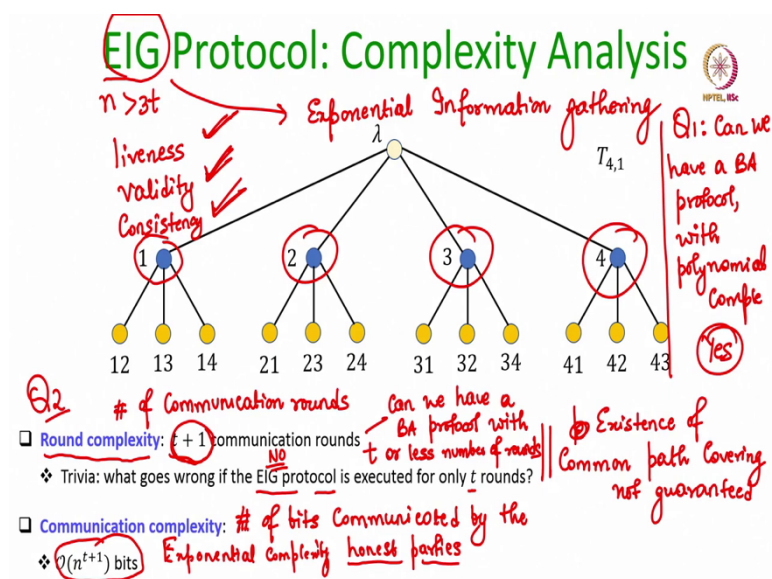 EIG Protocol: Complexity Analysis
NPTEL, IISc
n > 3t
Exponential Information gathering
liveness
Validity
Consistency
λ
T4,1
Q1: Can we
have a BA
protocol,
with
polynomial
Comple
Yes
1 2 3 4
12 13 14 21 23 24 31 32 34 41 42 43
Q2
# of Communication rounds
Can we have a
BA protocol with
t or less number of rounds
Round complexity: t + 1 communication rounds
NO
Trivia: what goes wrong if the EIG protocol is executed for only t rounds?
Existence of
Common path Covering
not guaranteed
Communication complexity: # of bits Communicated by the
honest parties
𝒪(n^{t+1}) bits
Exponential Complexity